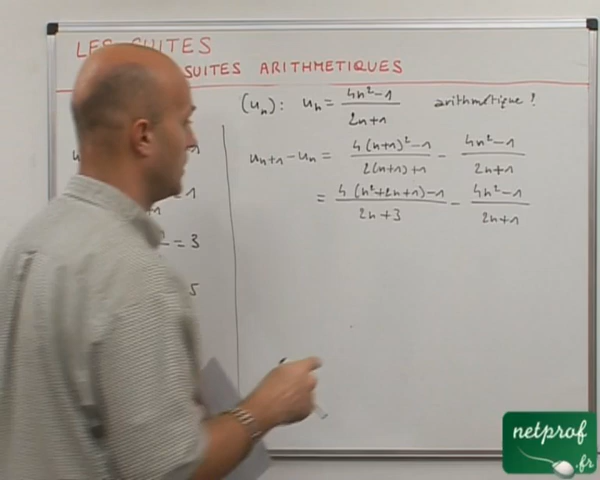 LES SUITES
SUITES ARITHMETIQUES
(uₙ): uₙ = (4n²-1)/(2n+1) arithmétique ?
uₙ₊₁ - uₙ = (4(n+1)²-1)/(2(n+1)+1) - (4n²-1)/(2n+1)
= (4(n²+2n+1)-1)/(2n+3) - (4n²-1)/(2n+1)
= 3
5
netprof
.fr